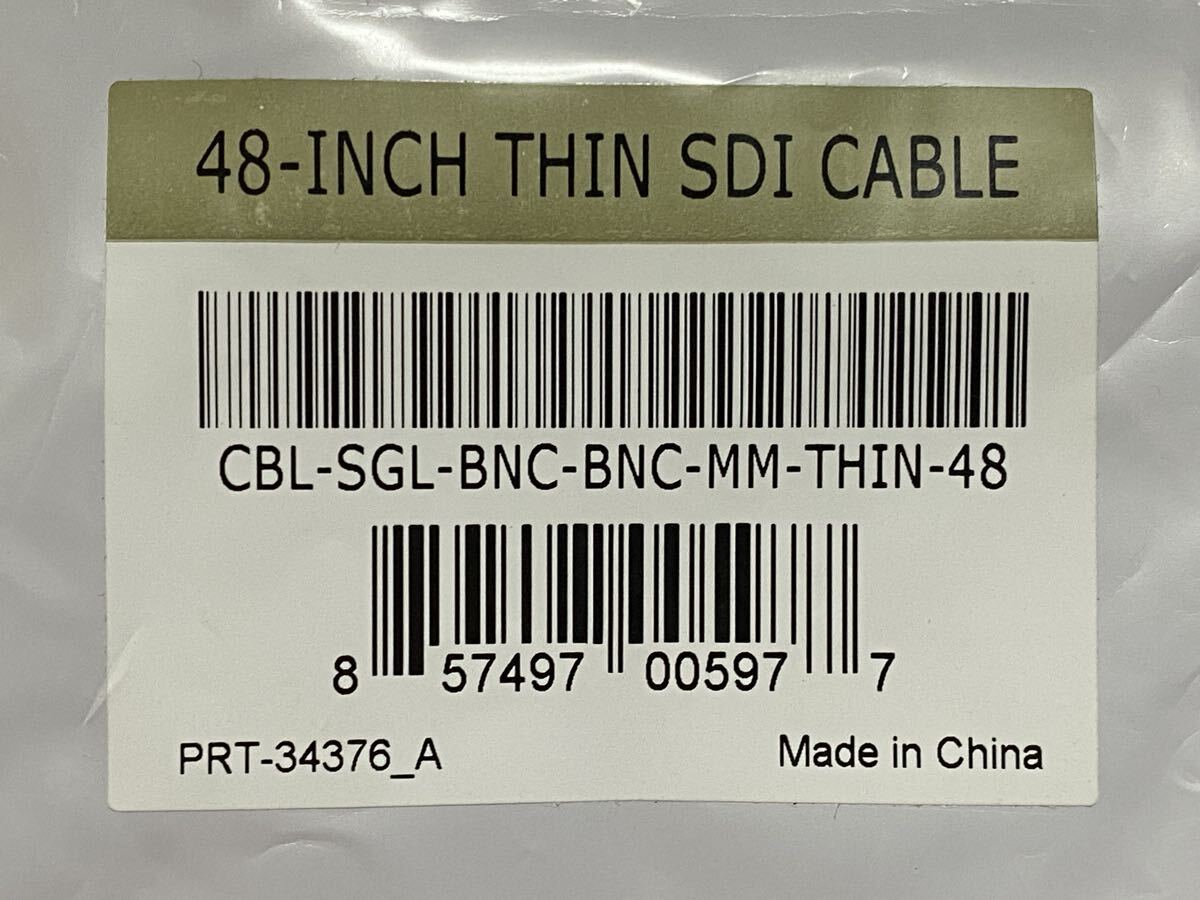 48-INCH THIN SDI CABLE
CBL-SGL-BNC-BNC-MM-THIN-48
8 57497 00597 7
PRT-34376_A Made in China